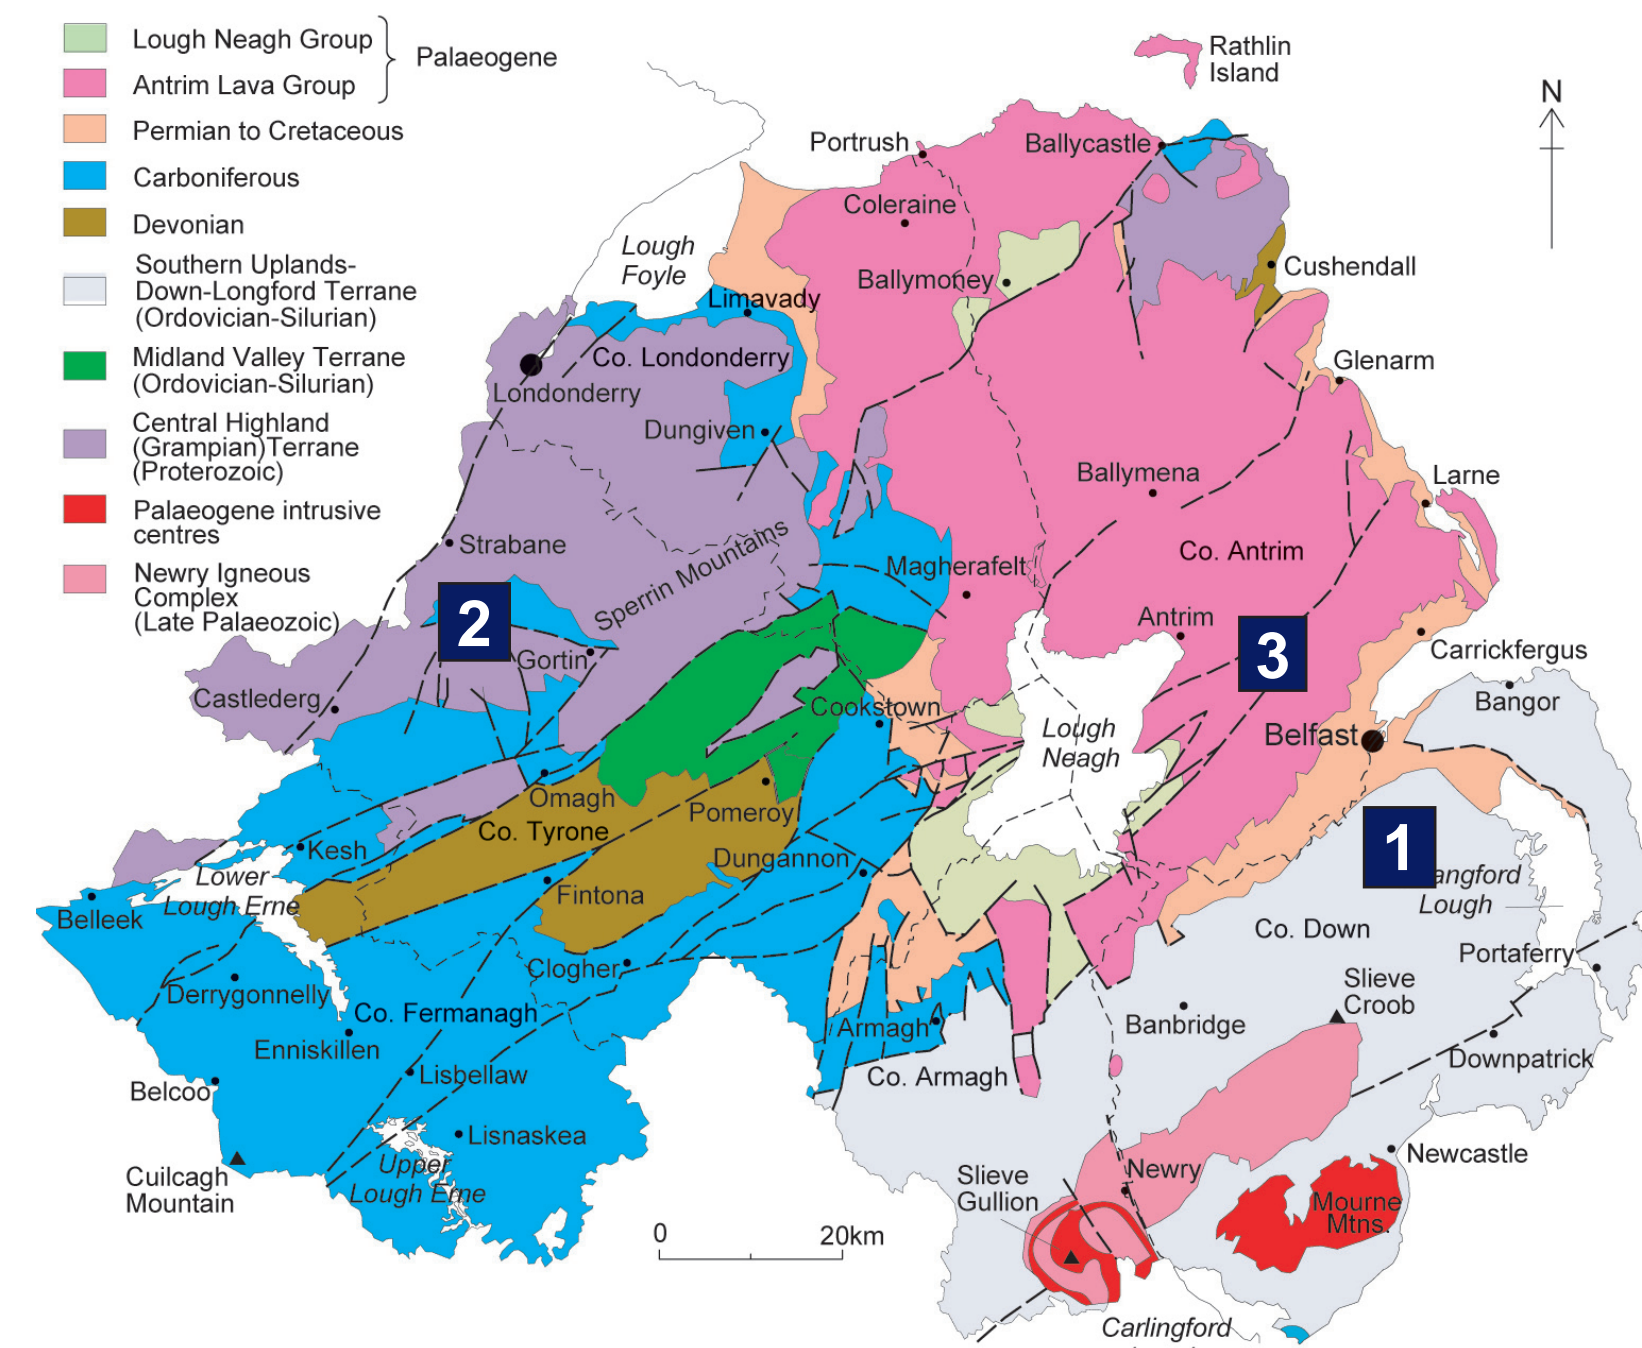 Lough Neagh Group
Antrim Lava Group
Palaeogene
Permian to Cretaceous
Carboniferous
Devonian
Southern Uplands-
Down-Longford Terrane
(Ordovician-Silurian)
Midland Valley Terrane
(Ordovician-Silurian)
Central Highland
(Grampian)Terrane
(Proterozoic)
Palaeogene intrusive
centres
Newry Igneous
Complex
(Late Palaeozoic)
Rathlin
Island
N
Portrush
Ballycastle
Coleraine
Lough
Foyle
Ballymoney
Cushendall
Limavady
Co. Londonderry
Londonderry
Glenarm
Dungiven
Ballymena
Larne
Strabane
Sperrin Mountains
Magherafelt
Co. Antrim
2
Antrim
3
Gortin
Carrickfergus
Castlederg
Bangor
Cookstown
Lough
Neagh
Belfast
Omagh
Pomeroy
Co. Tyrone
Kesh
Dungannon
1
Lower
Lough Erne
Fintona
angford
Lough
Belleek
Co. Down
Clogher
Portaferry
Derrygonnelly
Slieve
Croob
Co. Fermanagh
Armagh
Banbridge
Enniskillen
Downpatrick
Lisbellaw
Co. Armagh
Belcoo
Lisnaskea
Newcastle
Cuilcagh
Mountain
Upper
Lough Erne
Slieve
Gullion
Newry
Mourne
Mtns.
0 20km
Carlingford